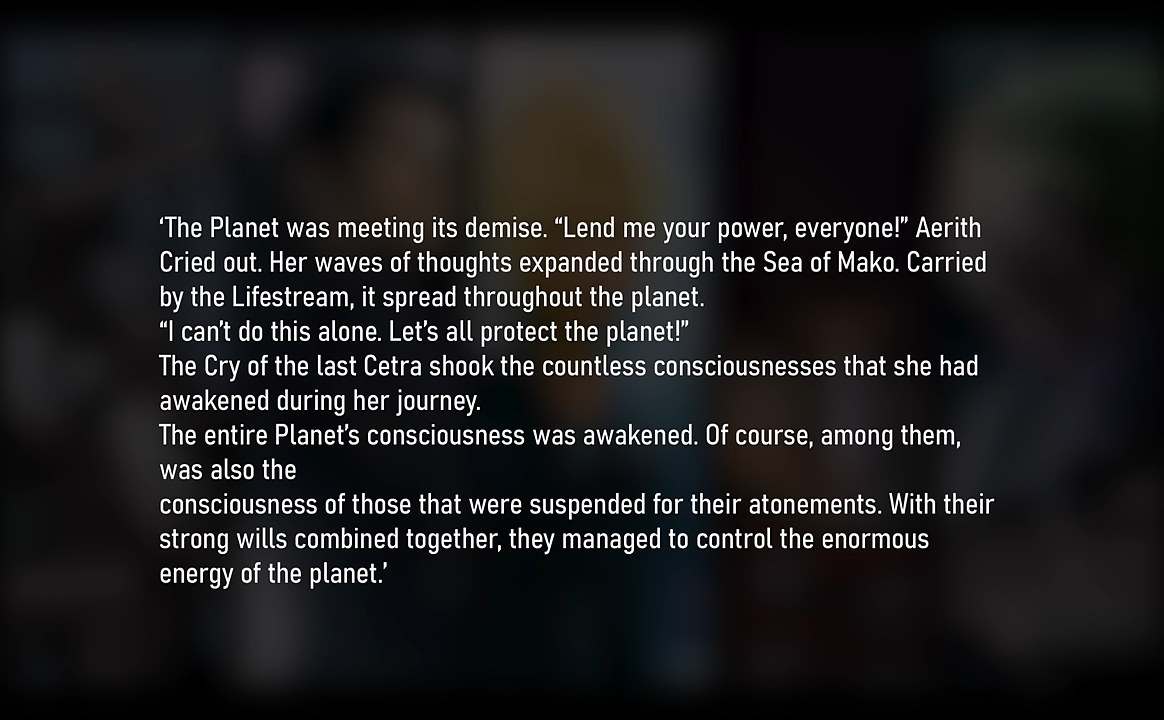 ‘The Planet was meeting its demise. “Lend me your power, everyone!” Aerith
Cried out. Her waves of thoughts expanded through the Sea of Mako. Carried
by the Lifestream, it spread throughout the planet.
“I can’t do this alone. Let’s all protect the planet!”
The Cry of the last Cetra shook the countless consciousnesses that she had
awakened during her journey.
The entire Planet’s consciousness was awakened. Of course, among them,
was also the
consciousness of those that were suspended for their atonements. With their
strong wills combined together, they managed to control the enormous
energy of the planet.’